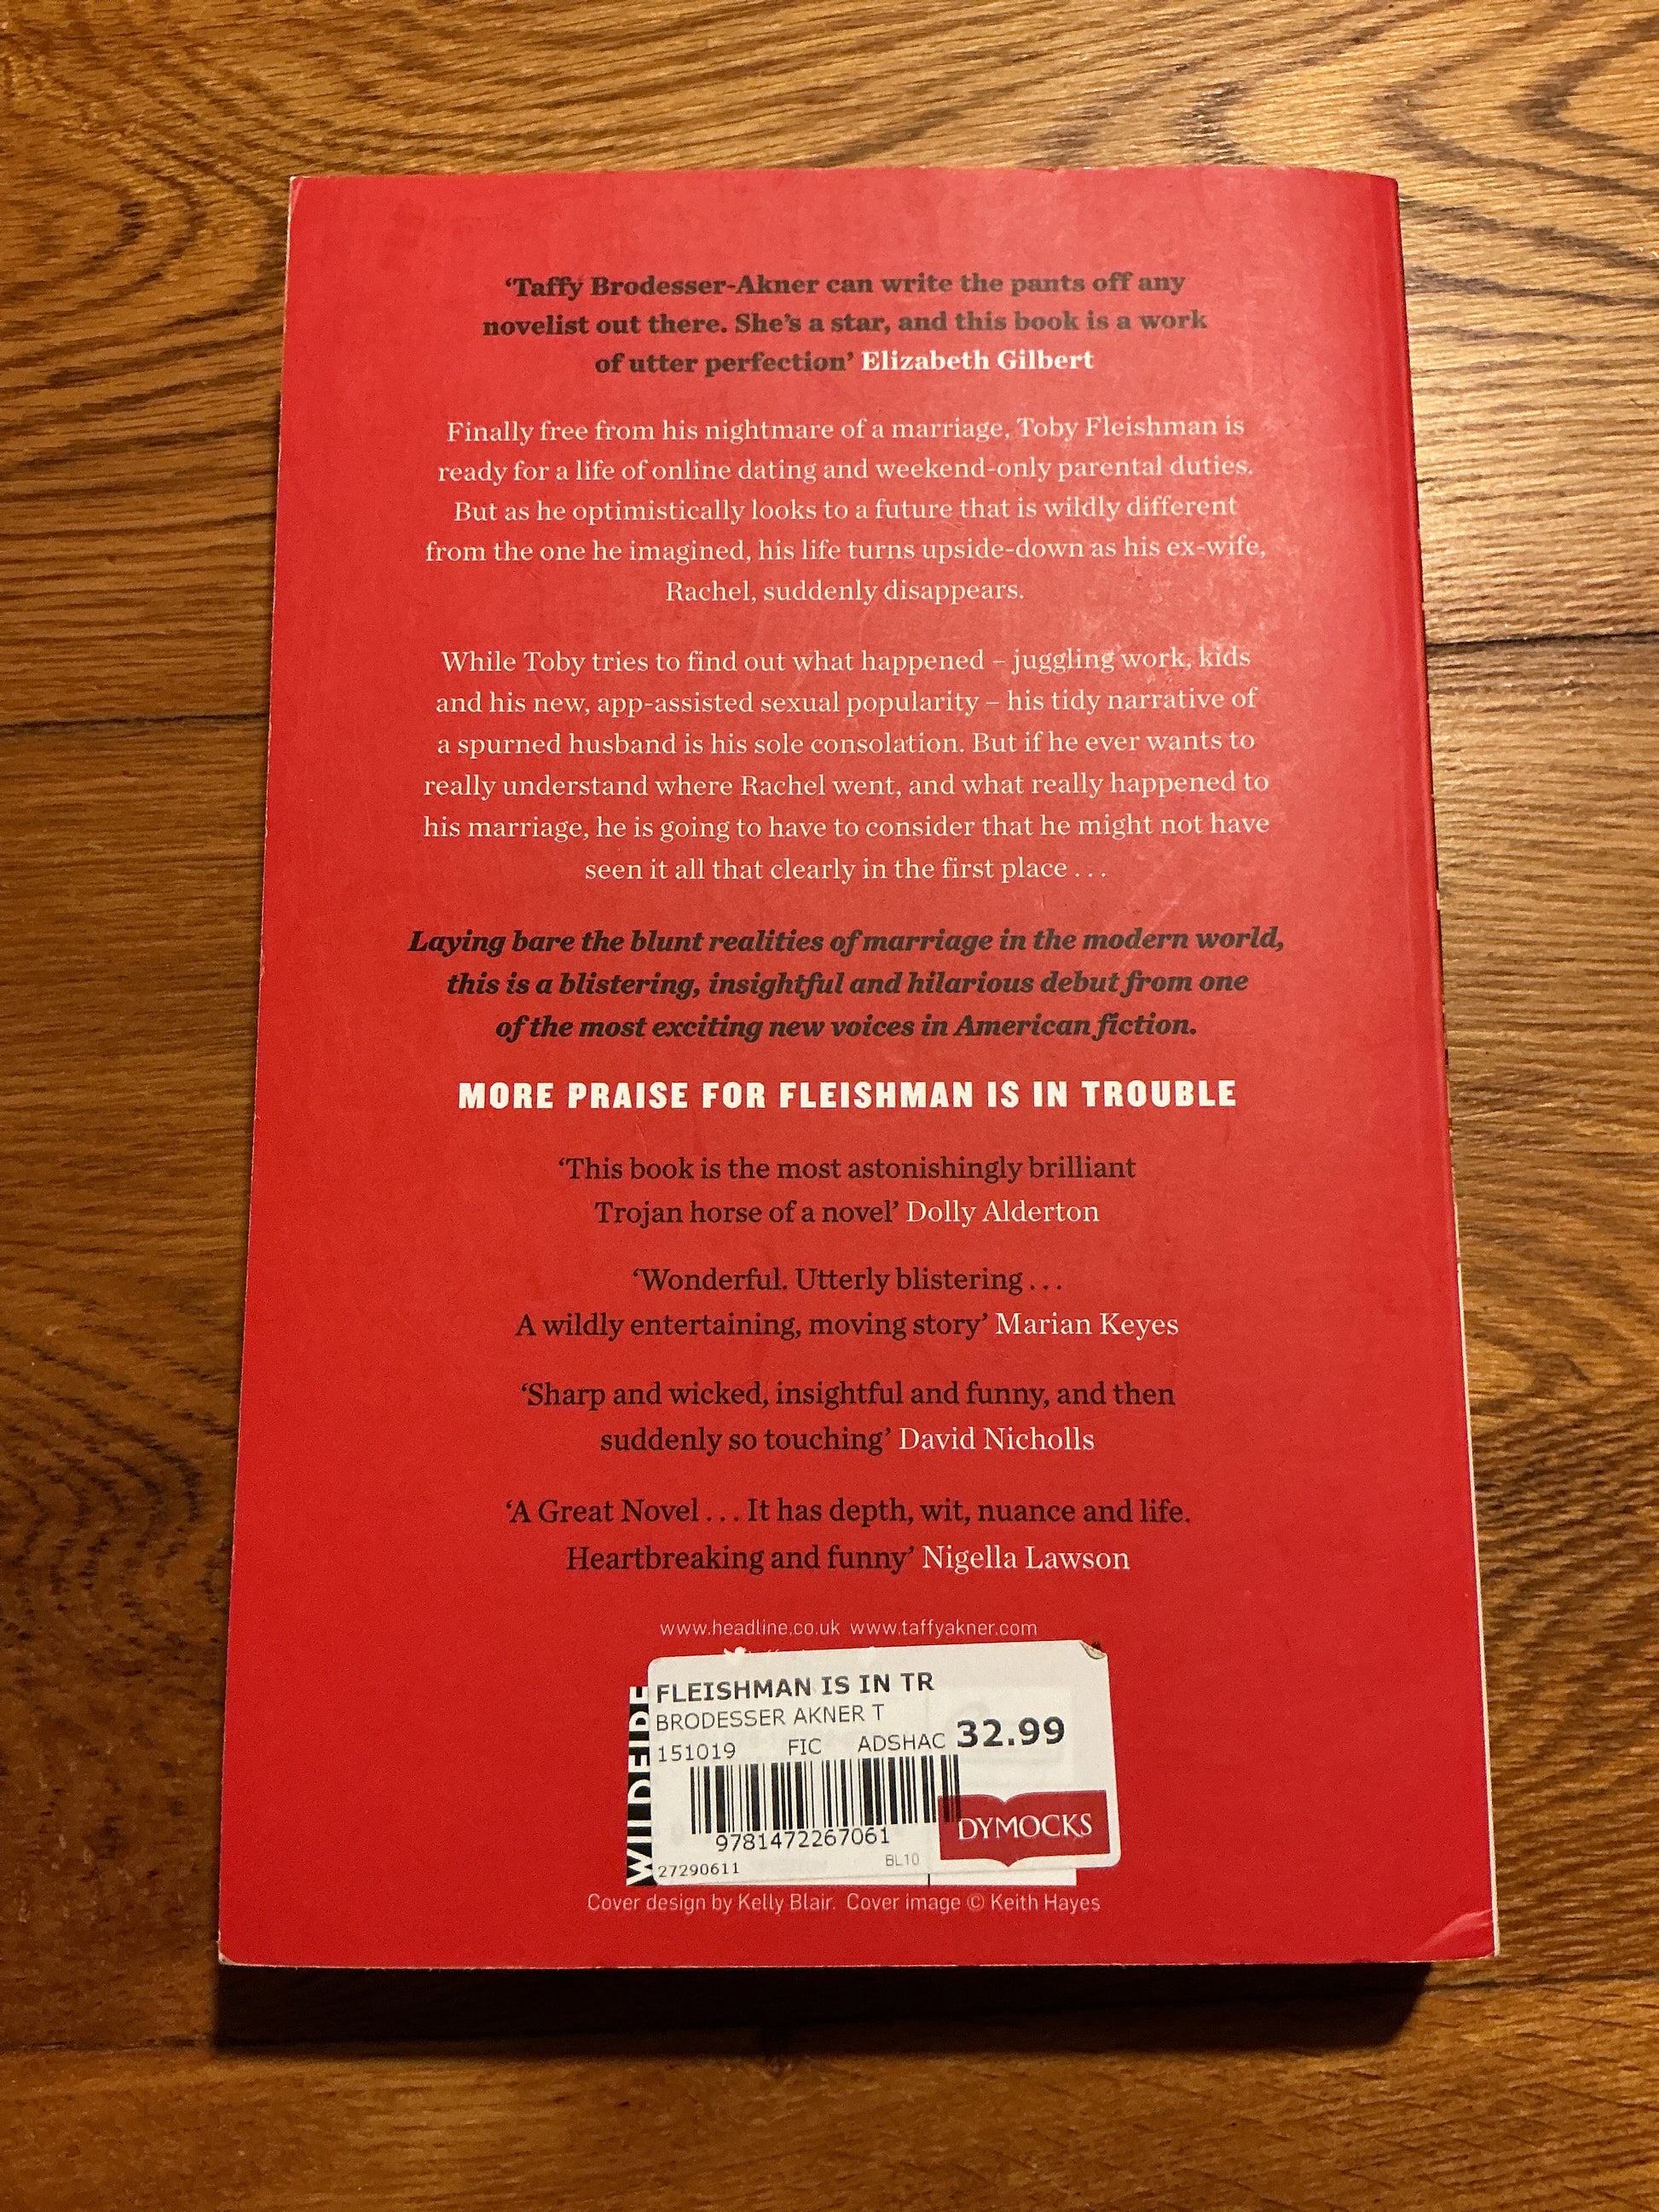 ‘Taffy Brodesser-Akner can write the pants off any
novelist out there. She’s a star, and this book is a work
of utter perfection’ Elizabeth Gilbert
Finally free from his nightmare of a marriage, Toby Fleishman is
ready for a life of online dating and weekend-only parental duties.
But as he optimistically looks to a future that is wildly different
from the one he imagined, his life turns upside-down as his ex-wife,
Rachel, suddenly disappears.
While Toby tries to find out what happened – juggling work, kids
and his new, app-assisted sexual popularity – his tidy narrative of
a spurned husband is his sole consolation. But if he ever wants to
really understand where Rachel went, and what really happened to
his marriage, he is going to have to consider that he might not have
seen it all that clearly in the first place . . .
Laying bare the blunt realities of marriage in the modern world,
this is a blistering, insightful and hilarious debut from one
of the most exciting new voices in American fiction.
MORE PRAISE FOR FLEISHMAN IS IN TROUBLE
‘This book is the most astonishingly brilliant
Trojan horse of a novel’ Dolly Alderton
‘Wonderful. Utterly blistering . . .
A wildly entertaining, moving story’ Marian Keyes
‘Sharp and wicked, insightful and funny, and then
suddenly so touching’ David Nicholls
‘A Great Novel . . . It has depth, wit, nuance and life.
Heartbreaking and funny’ Nigella Lawson
www.headline.co.uk www.taffyakner.com
WILDFIRE
FLEISHMAN IS IN TR
BRODESSER AKNER T
151019 FIC ADSHAC 32.99
9781472267061
DYMOCKS
27290611 BL10
Cover design by Kelly Blair. Cover image © Keith Hayes